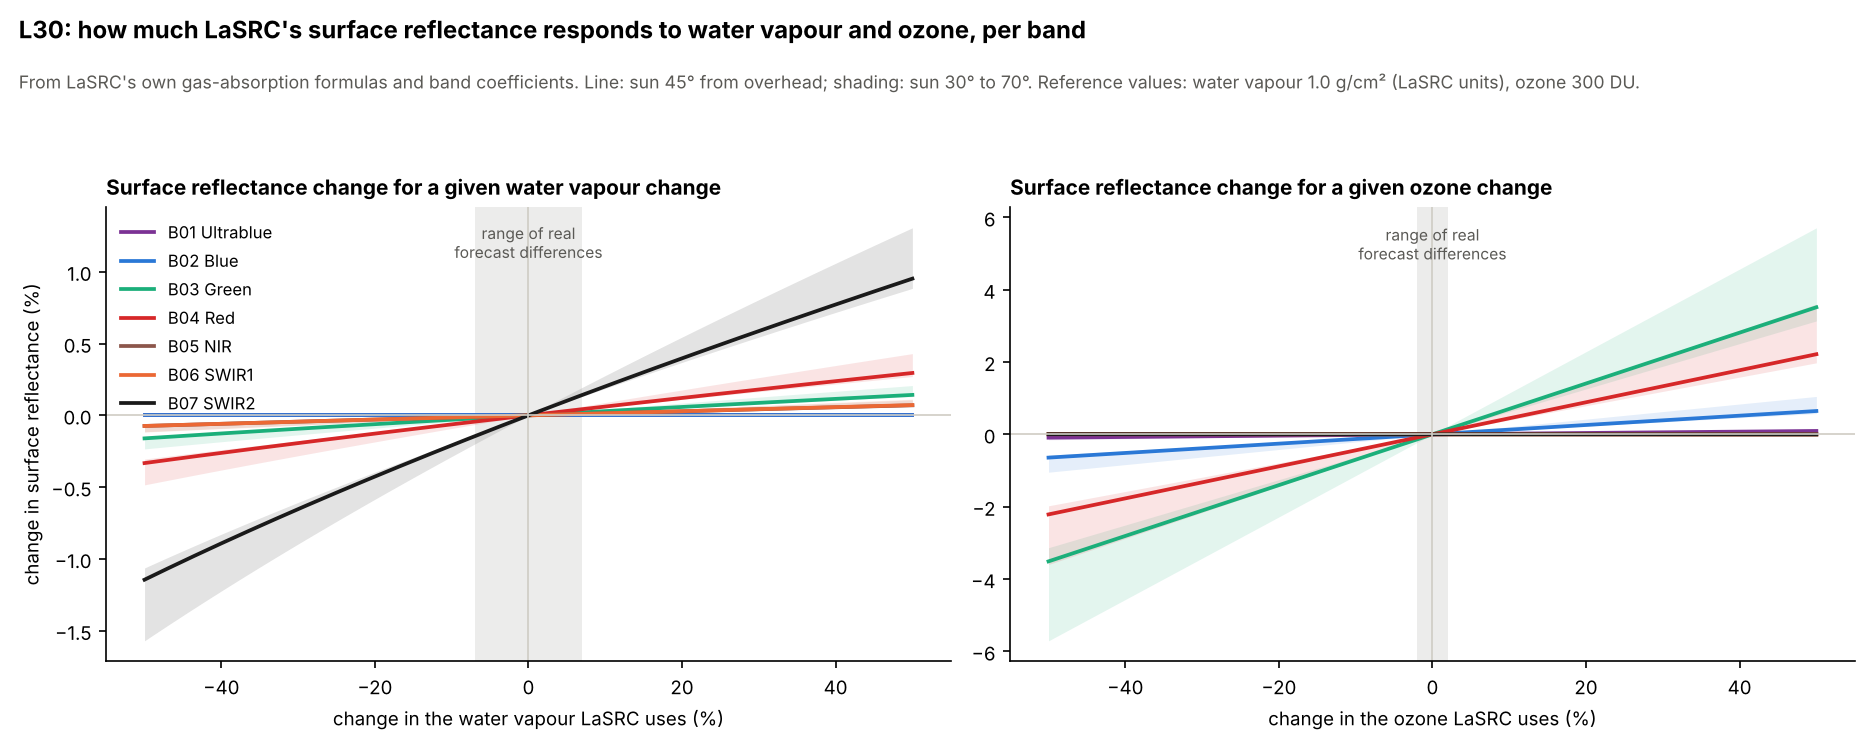 L30: how much LaSRC's surface reflectance responds to water vapour and ozone, per band
From LaSRC's own gas-absorption formulas and band coefficients. Line: sun 45° from overhead; shading: sun 30° to 70°. Reference values: water vapour 1.0 g/cm² (LaSRC units), ozone 300 DU.
Surface reflectance change for a given water vapour change
B01 Ultrablue
B02 Blue
B03 Green
B04 Red
B05 NIR
B06 SWIR1
B07 SWIR2
range of real
forecast differences
change in surface reflectance (%)
1.0
0.5
0.0
−0.5
−1.0
−1.5
−40
−20
0
20
40
change in the water vapour LaSRC uses (%)
Surface reflectance change for a given ozone change
range of real
forecast differences
6
4
2
0
−2
−4
−6
−40
−20
0
20
40
change in the ozone LaSRC uses (%)